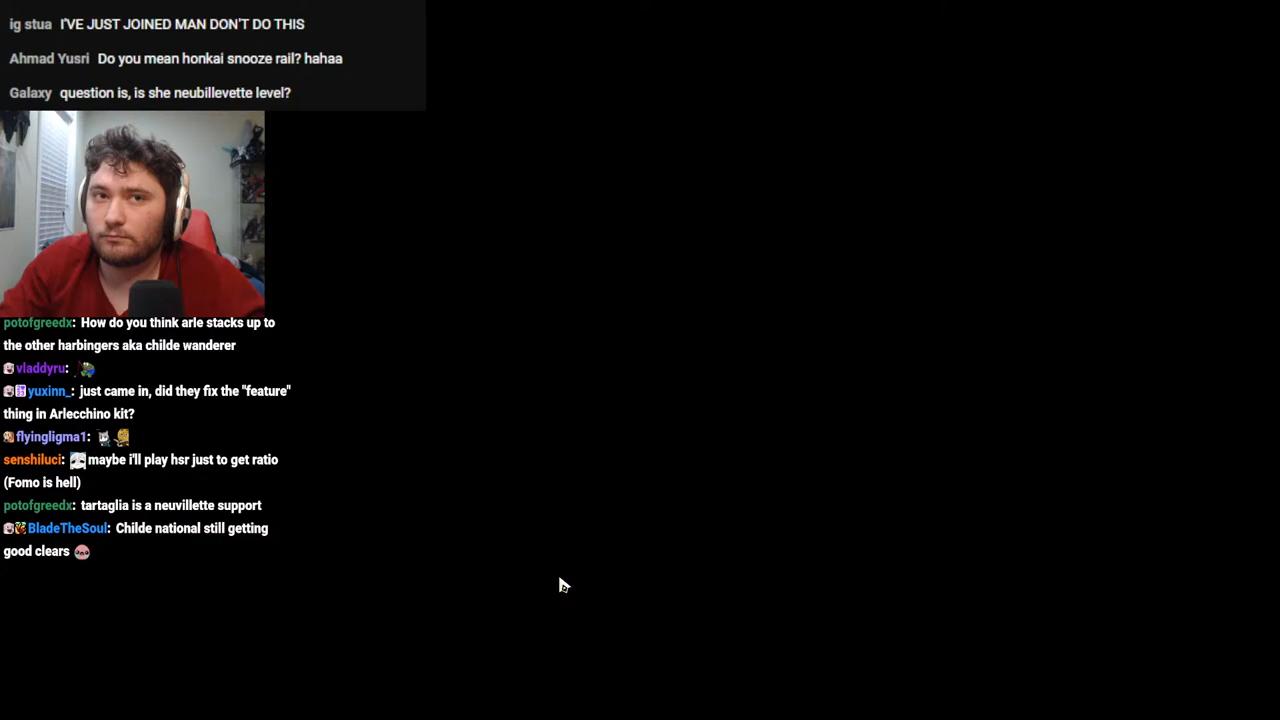 ig stua I'VE JUST JOINED MAN DON'T DO THIS
Ahmad Yusri Do you mean honkai snooze rail? hahaa
Galaxy question is, is she neubillevette level?
potofgreedx: How do you think arle stacks up to
the other harbingers aka childe wanderer
vladdyru:
yuxinn_: just came in, did they fix the "feature"
thing in Arlecchino kit?
flyingligma1:
senshiluci: maybe i'll play hsr just to get ratio
(Fomo is hell)
potofgreedx: tartaglia is a neuvillette support
BladeTheSoul: Childe national still getting
good clears